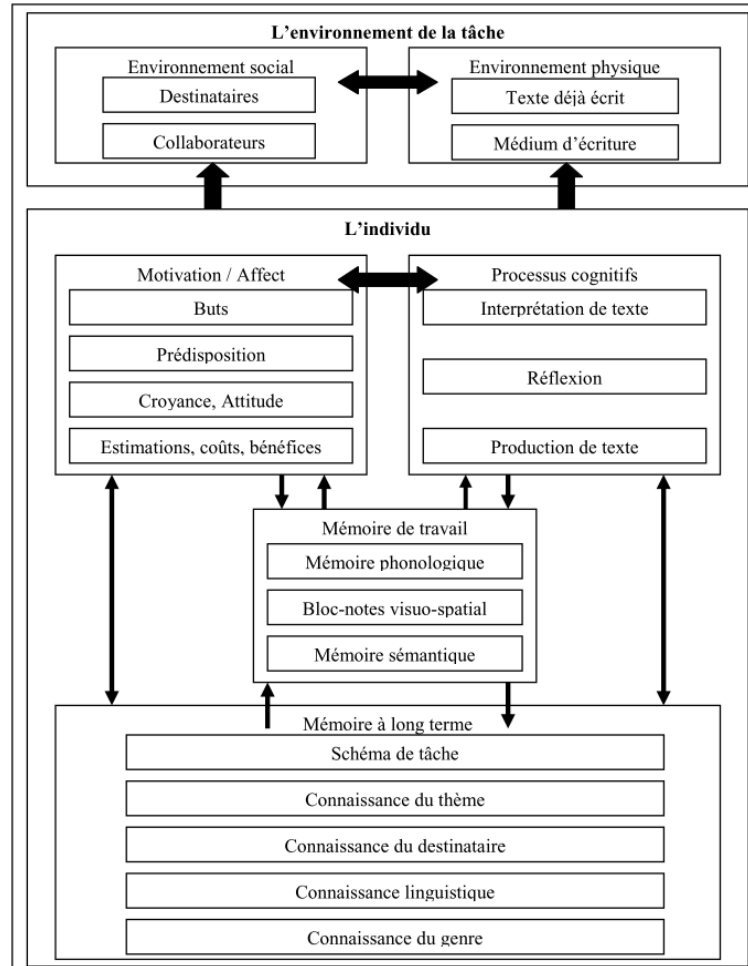 L’environnement de la tâche
Environnement social
Destinataires
Collaborateurs
Environnement physique
Texte déjà écrit
Médium d’écriture
L’individu
Motivation / Affect
Buts
Prédisposition
Croyance, Attitude
Estimations, coûts, bénéfices
Processus cognitifs
Interprétation de texte
Réflexion
Production de texte
Mémoire de travail
Mémoire phonologique
Bloc-notes visuo-spatial
Mémoire sémantique
Mémoire à long terme
Schéma de tâche
Connaissance du thème
Connaissance du destinataire
Connaissance linguistique
Connaissance du genre